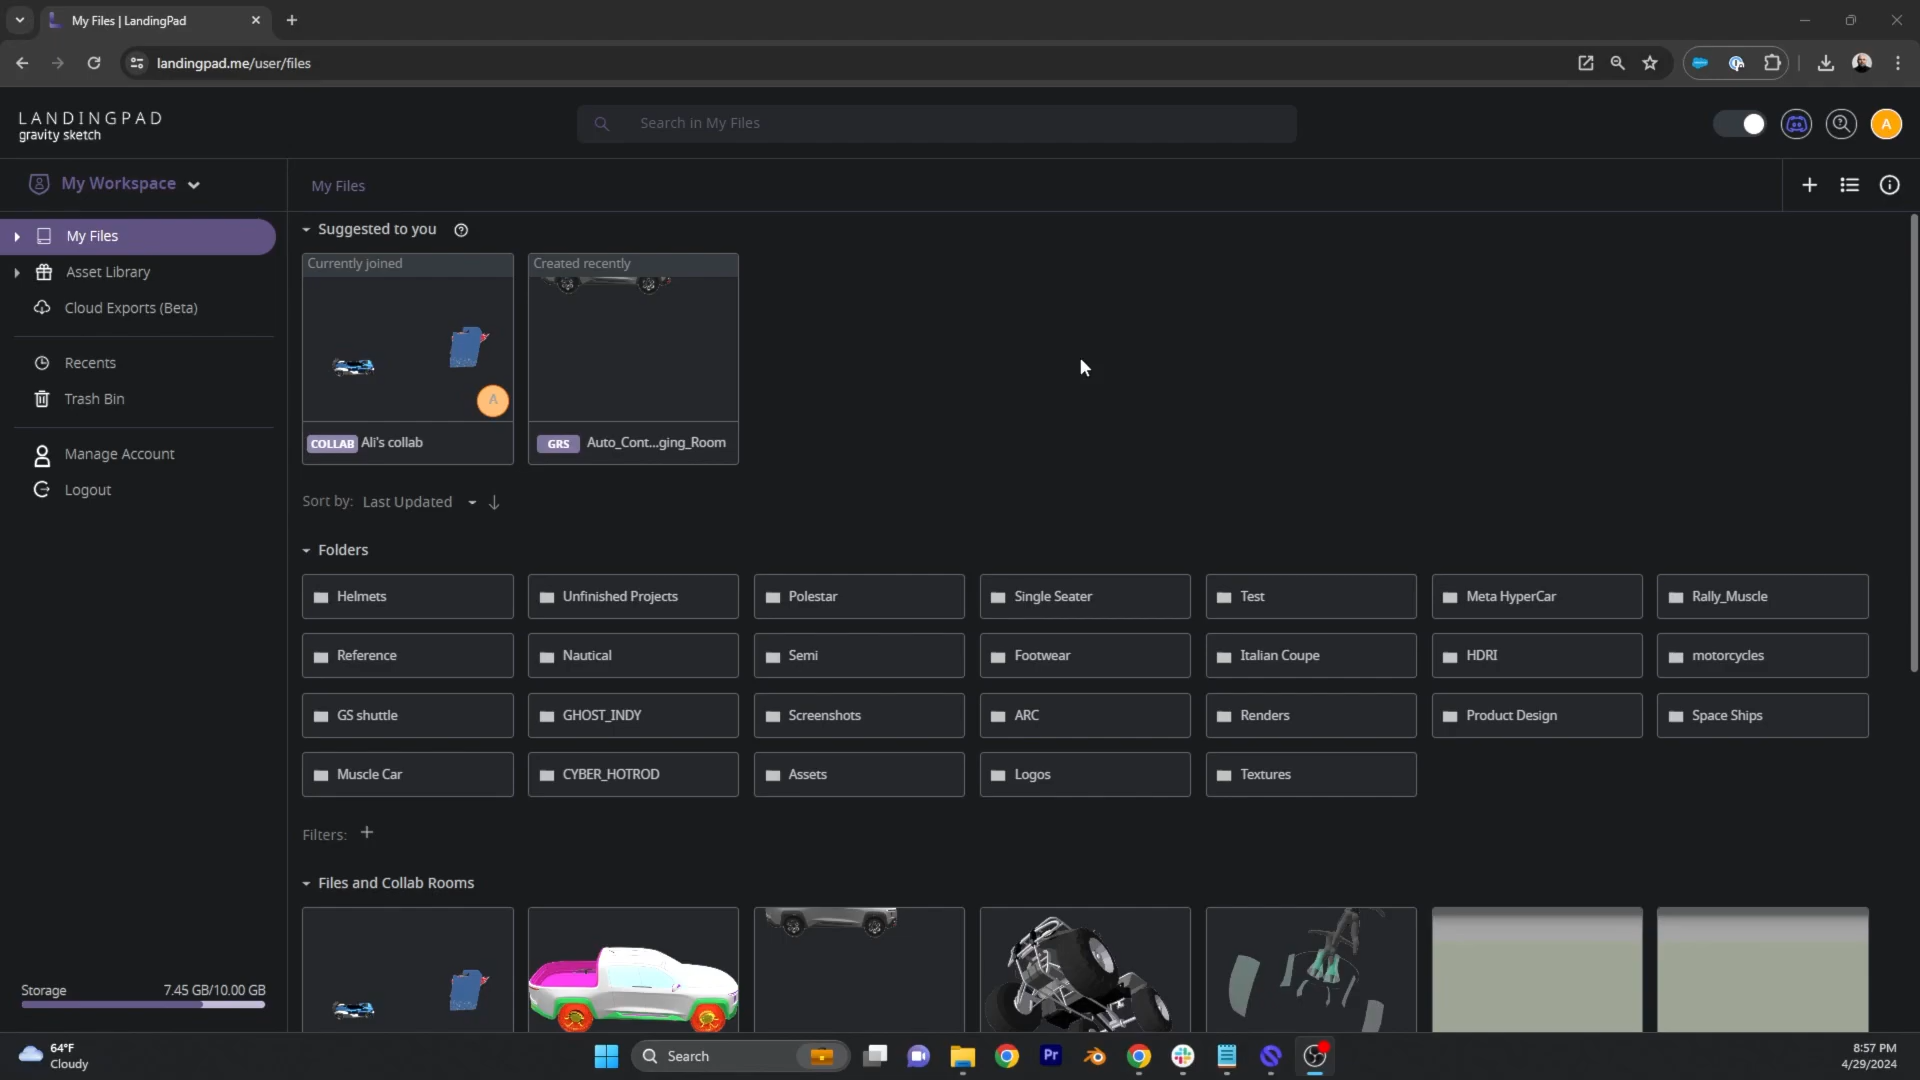 My Files | LandingPad
landingpad.me/user/files
LANDINGPAD
gravity sketch
Search in My Files
A
My Workspace
My Files
My Files
Asset Library
Cloud Exports (Beta)
Recents
Trash Bin
Manage Account
Logout
Suggested to you
Currently joined
Created recently
A
COLLAB Ali's collab
GRS Auto_Cont...ging_Room
Sort by: Last Updated
Folders
Helmets
Unfinished Projects
Polestar
Single Seater
Test
Meta HyperCar
Rally_Muscle
Reference
Nautical
Semi
Footwear
Italian Coupe
HDRI
motorcycles
GS shuttle
GHOST_INDY
Screenshots
ARC
Renders
Product Design
Space Ships
Muscle Car
CYBER_HOTROD
Assets
Logos
Textures
Filters:
Files and Collab Rooms
Storage 7.45 GB/10.00 GB
64°F
Cloudy
Search
Pr
8:57 PM
4/29/2024